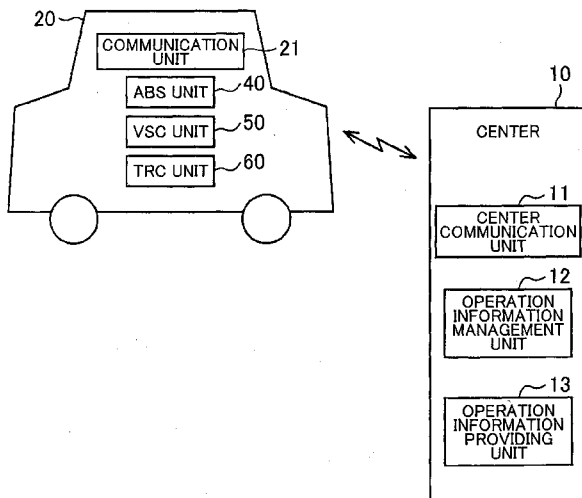 20
COMMUNICATION
UNIT
21
ABS UNIT
40
VSC UNIT
50
TRC UNIT
60
10
CENTER
11
CENTER
COMMUNICATION
UNIT
12
OPERATION
INFORMATION
MANAGEMENT
UNIT
13
OPERATION
INFORMATION
PROVIDING
UNIT